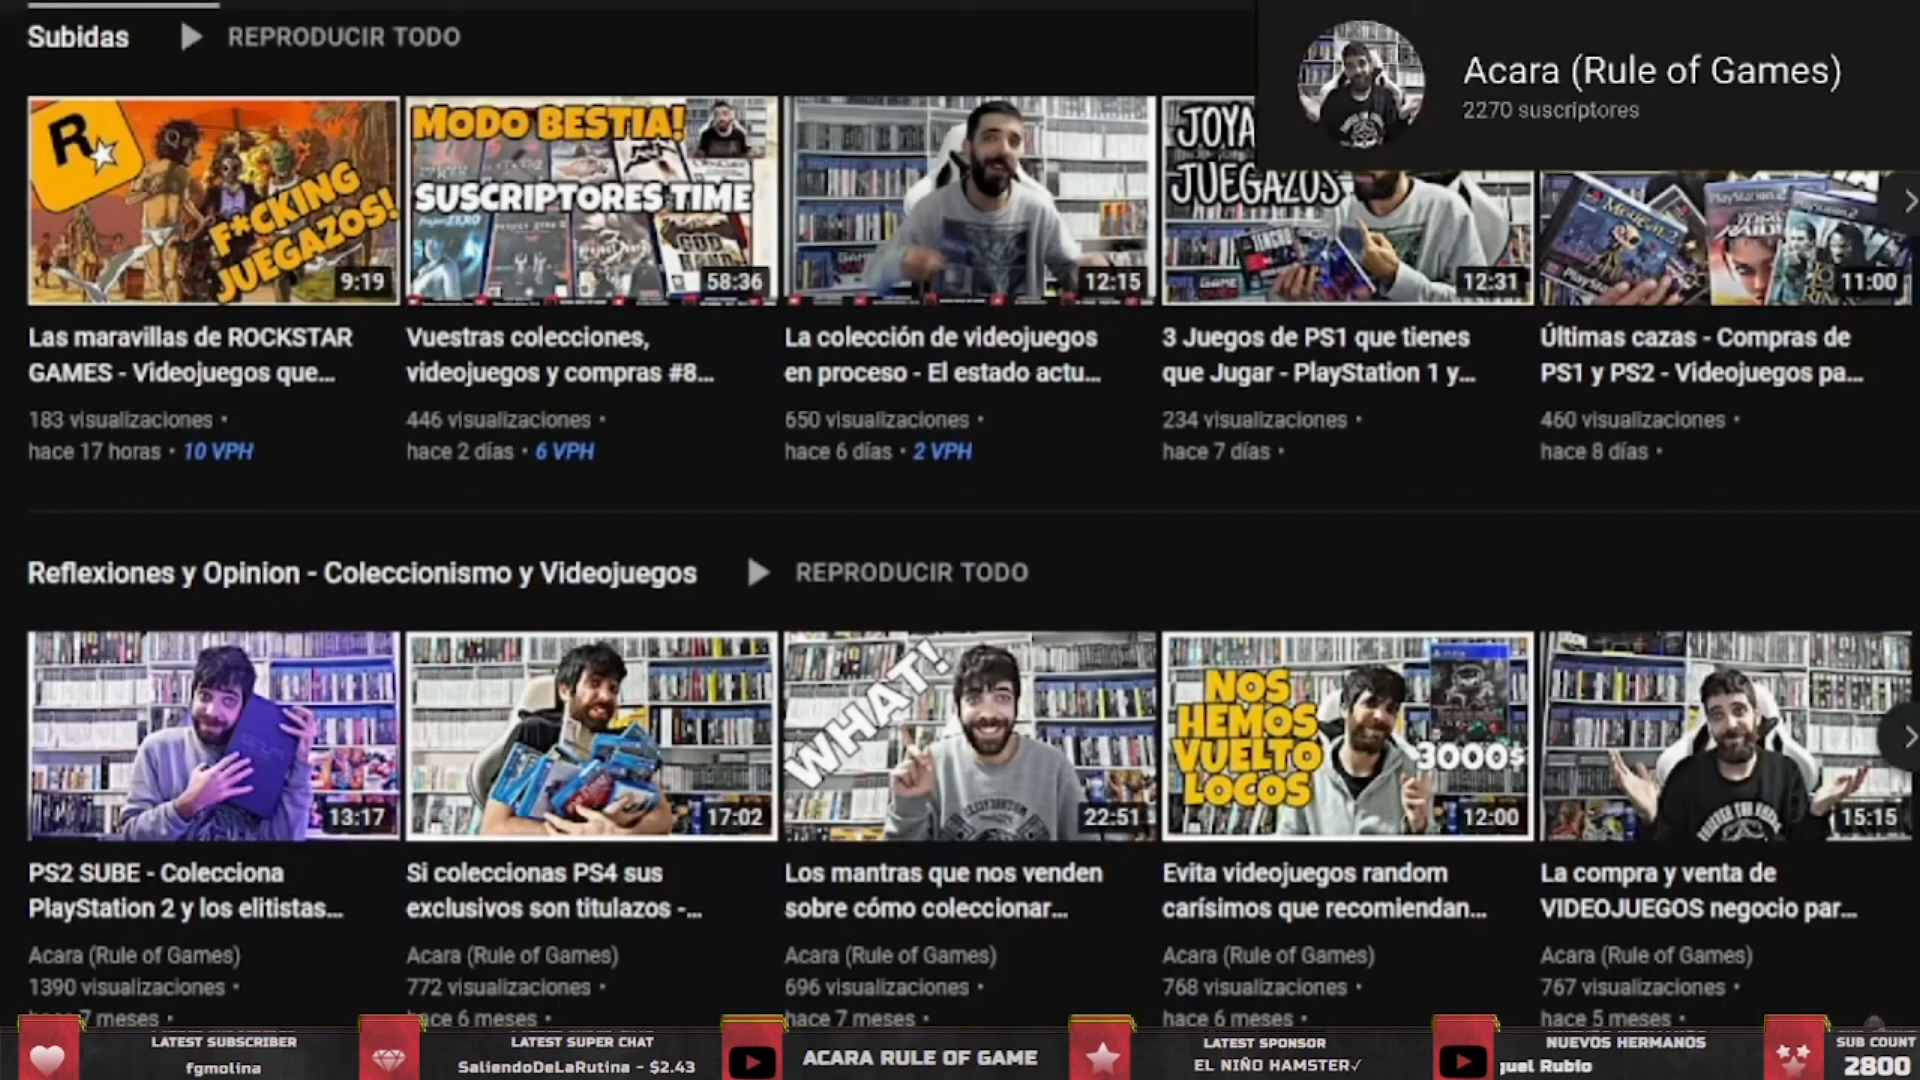 Subidas
REPRODUCIR TODO
Acara (Rule of Games)
2270 suscriptores
R
F*CKING
JUEGAZOS!
9:19
MODO BESTIA!
SUSCRIPTORES TIME
58:36
12:15
JOYA
JUEGAZOS
12:31
11:00
Las maravillas de ROCKSTAR
GAMES - Videojuegos que...
183 visualizaciones •
hace 17 horas • 10 VPH
Vuestras colecciones,
videojuegos y compras #8...
446 visualizaciones •
hace 2 días • 6 VPH
La colección de videojuegos
en proceso - El estado actu...
650 visualizaciones •
hace 6 días • 2 VPH
3 Juegos de PS1 que tienes
que Jugar - PlayStation 1 y...
234 visualizaciones •
hace 7 días •
Últimas cazas - Compras de
PS1 y PS2 - Videojuegos pa...
460 visualizaciones •
hace 8 días •
Reflexiones y Opinion - Coleccionismo y Videojuegos
REPRODUCIR TODO
13:17
17:02
WHAT!
22:51
NOS
HEMOS
VUELTO
LOCOS
3000$
12:00
15:15
PS2 SUBE - Colecciona
PlayStation 2 y los elitistas...
Acara (Rule of Games)
1390 visualizaciones •
hace 7 meses •
Si coleccionas PS4 sus
exclusivos son titulazos -...
Acara (Rule of Games)
772 visualizaciones •
hace 6 meses •
Los mantras que nos venden
sobre cómo coleccionar...
Acara (Rule of Games)
696 visualizaciones •
hace 7 meses •
Evita videojuegos random
carísimos que recomiendan...
Acara (Rule of Games)
768 visualizaciones •
hace 6 meses •
La compra y venta de
VIDEOJUEGOS negocio par...
Acara (Rule of Games)
767 visualizaciones •
hace 5 meses •
LATEST SUBSCRIBER
fgmolina
LATEST SUPER CHAT
SaliendoDeLaRutina - $2.43
ACARA RULE OF GAME
LATEST SPONSOR
EL NIÑO HAMSTER✓
NUEVOS HERMANOS
guel Rubio
SUB COUNT
2800